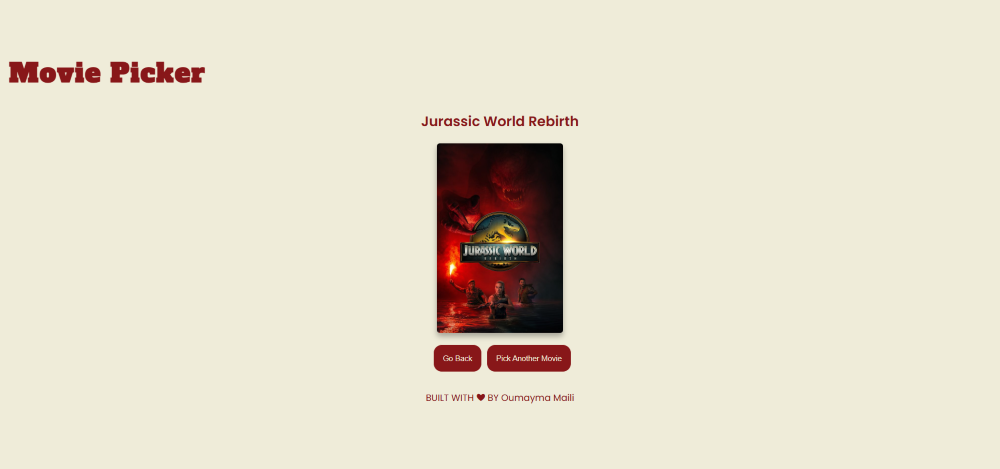 Movie Picker
Jurassic World Rebirth
JURASSIC WORLD
REBIRTH
Go Back
Pick Another Movie
BUILT WITH ❤ BY Oumayma Maili